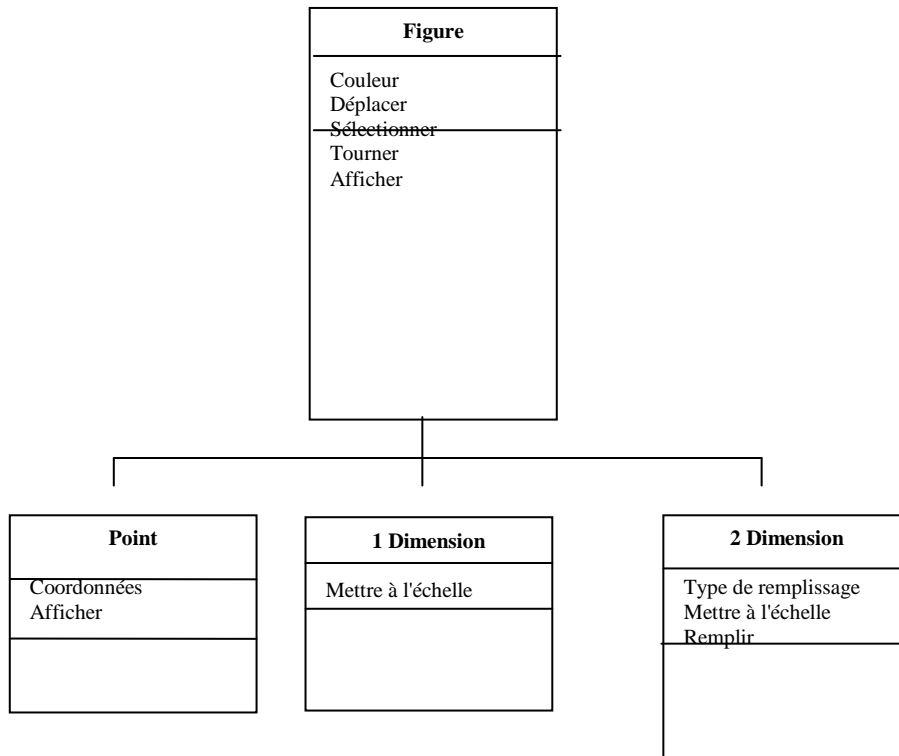 Figure
Couleur
Déplacer
Sélectionner
Tourner
Afficher
Point
Coordonnées
Afficher
1 Dimension
Mettre à l'échelle
2 Dimension
Type de remplissage
Mettre à l'échelle
Remplir